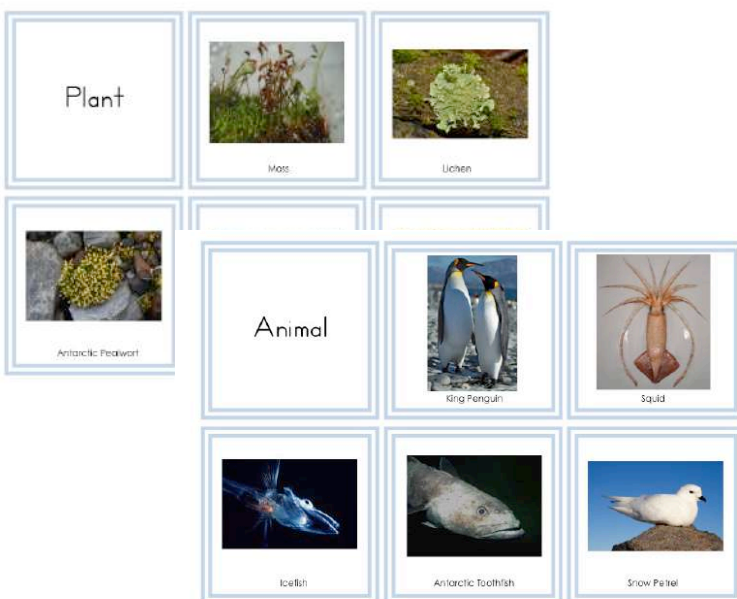 Plant
Moss
Lichen
Antarctic Pearlwort
Animal
King Penguin
Squid
Icefish
Antarctic Toothfish
Snow Petrel